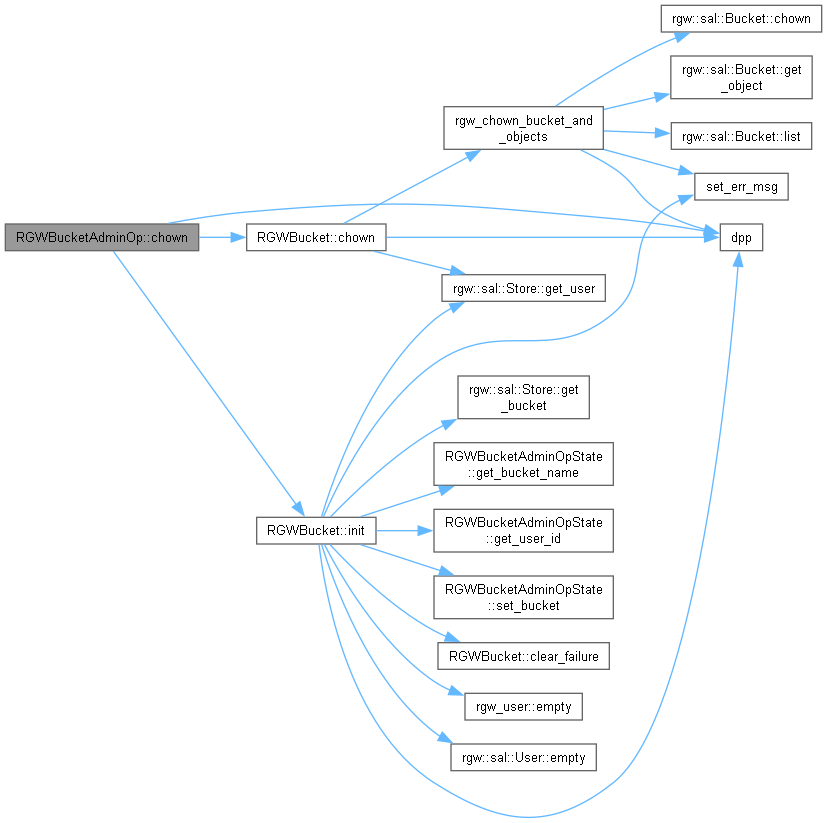 rgw::sal::Bucket::chown
rgw::sal::Bucket::get
_object
rgw_chown_bucket_and
_objects
rgw::sal::Bucket::list
set_err_msg
RGWBucketAdminOp::chown
RGWBucket::chown
dpp
rgw::sal::Store::get_user
rgw::sal::Store::get
_bucket
RGWBucketAdminOpState
::get_bucket_name
RGWBucket::init
RGWBucketAdminOpState
::get_user_id
RGWBucketAdminOpState
::set_bucket
RGWBucket::clear_failure
rgw_user::empty
rgw::sal::User::empty